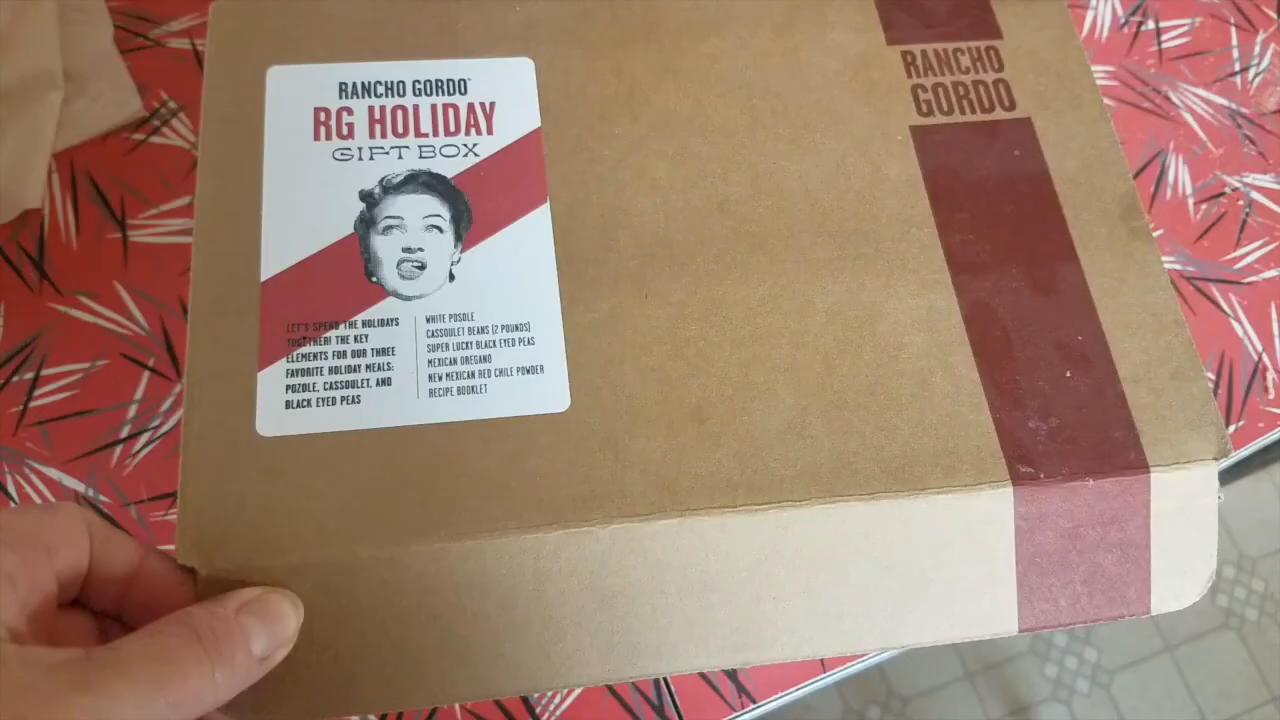 RANCHO GORDO™
RG HOLIDAY
GIFT BOX
LET'S SPEND THE HOLIDAYS
TOGETHER! THE KEY
ELEMENTS FOR OUR THREE
FAVORITE HOLIDAY MEALS:
POZOLE, CASSOULET, AND
BLACK EYED PEAS
WHITE POSOLE
CASSOULET BEANS (2 POUNDS)
SUPER LUCKY BLACK EYED PEAS
MEXICAN OREGANO
NEW MEXICAN RED CHILE POWDER
RECIPE BOOKLET
RANCHO
GORDO